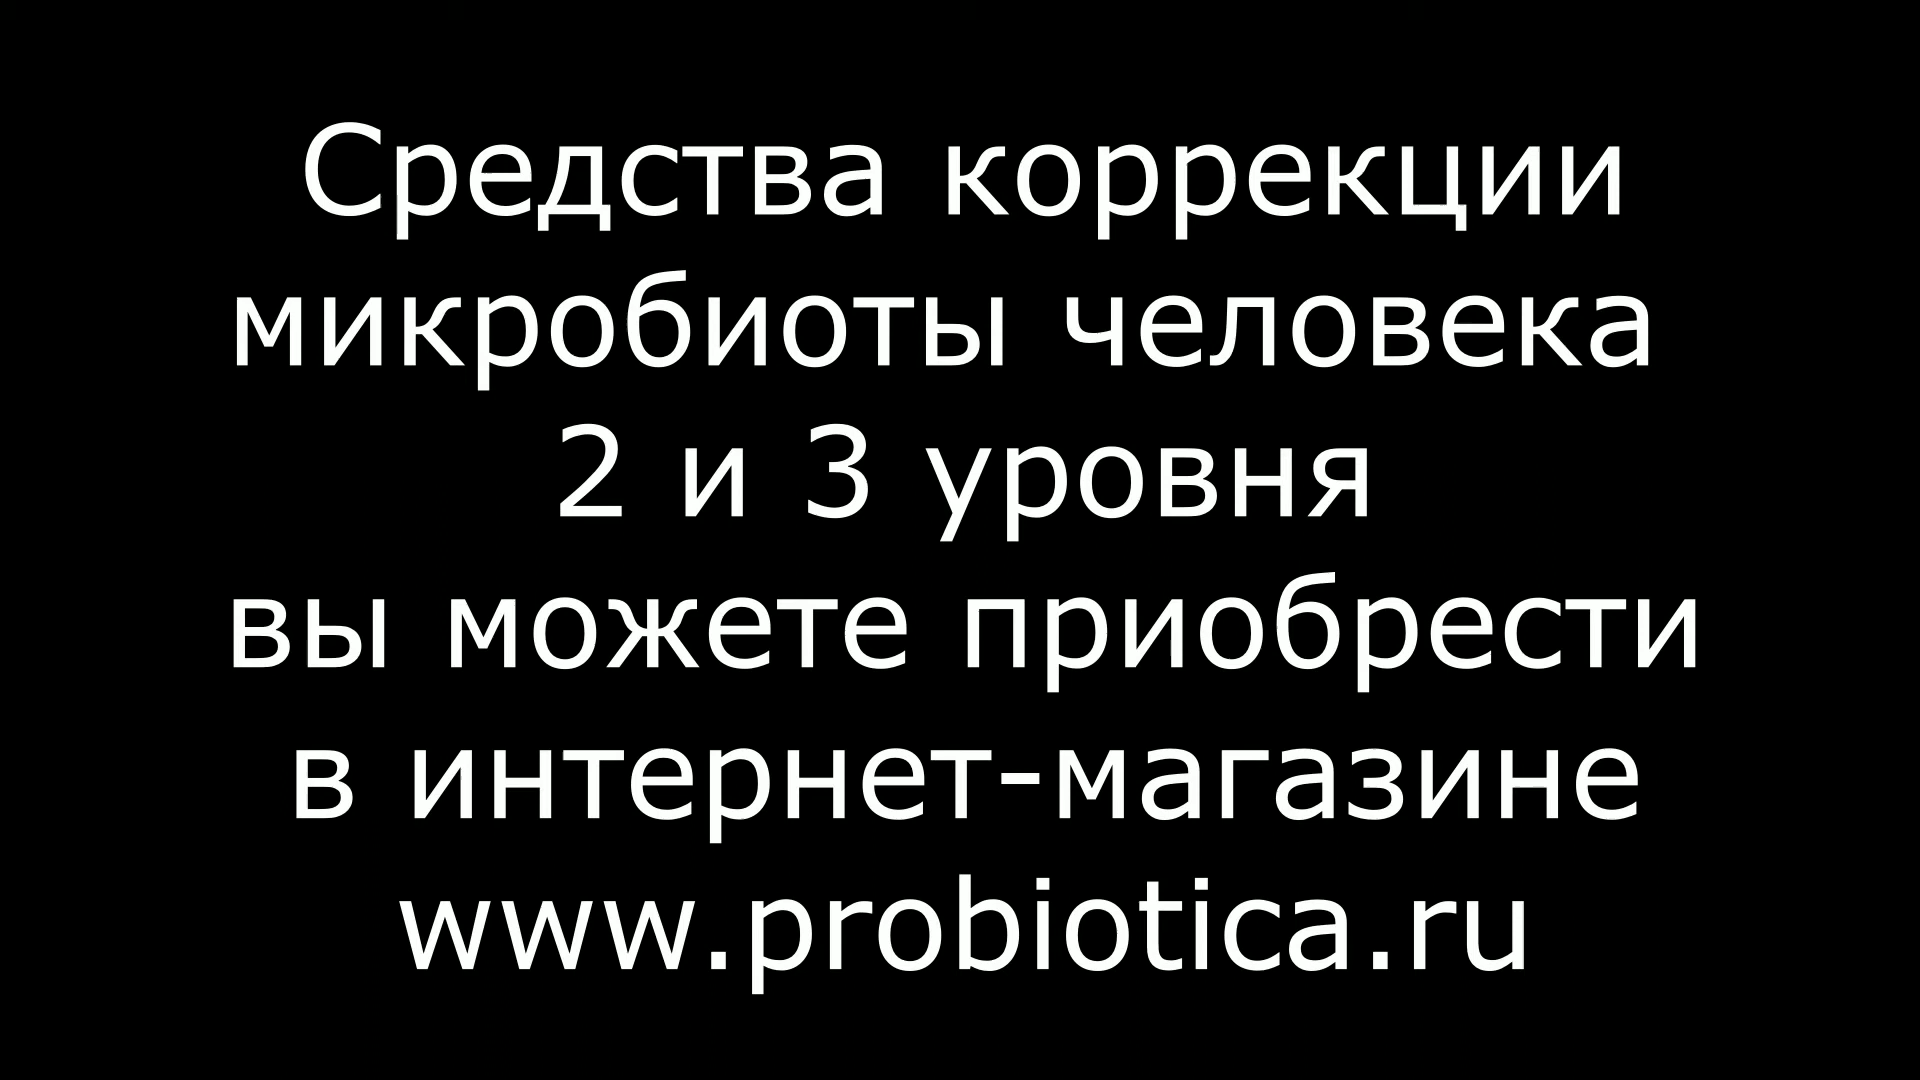 Средства коррекции
микробиоты человека
2 и 3 уровня
вы можете приобрести
в интернет-магазине
www.probiotica.ru